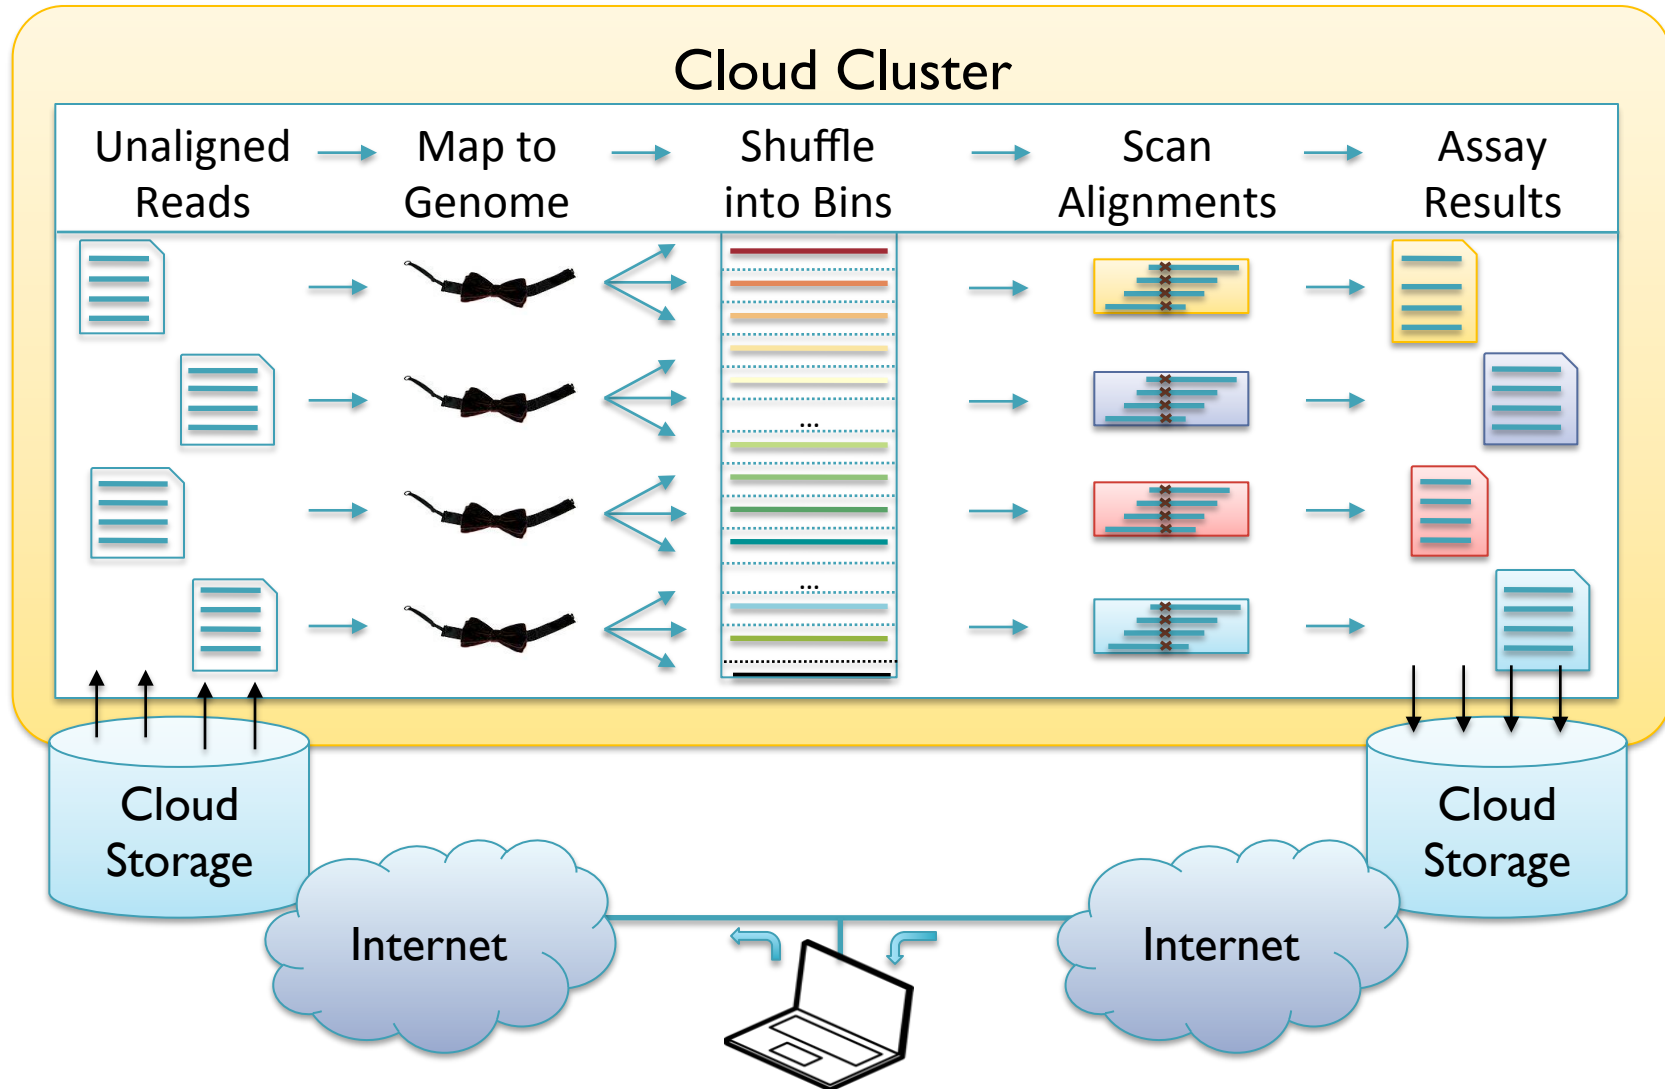 Cloud Cluster
Unaligned
Reads
Map to
Genome
Shuffle
into Bins
Scan
Alignments
Assay
Results
...
...
Cloud
Storage
Cloud
Storage
Internet
Internet